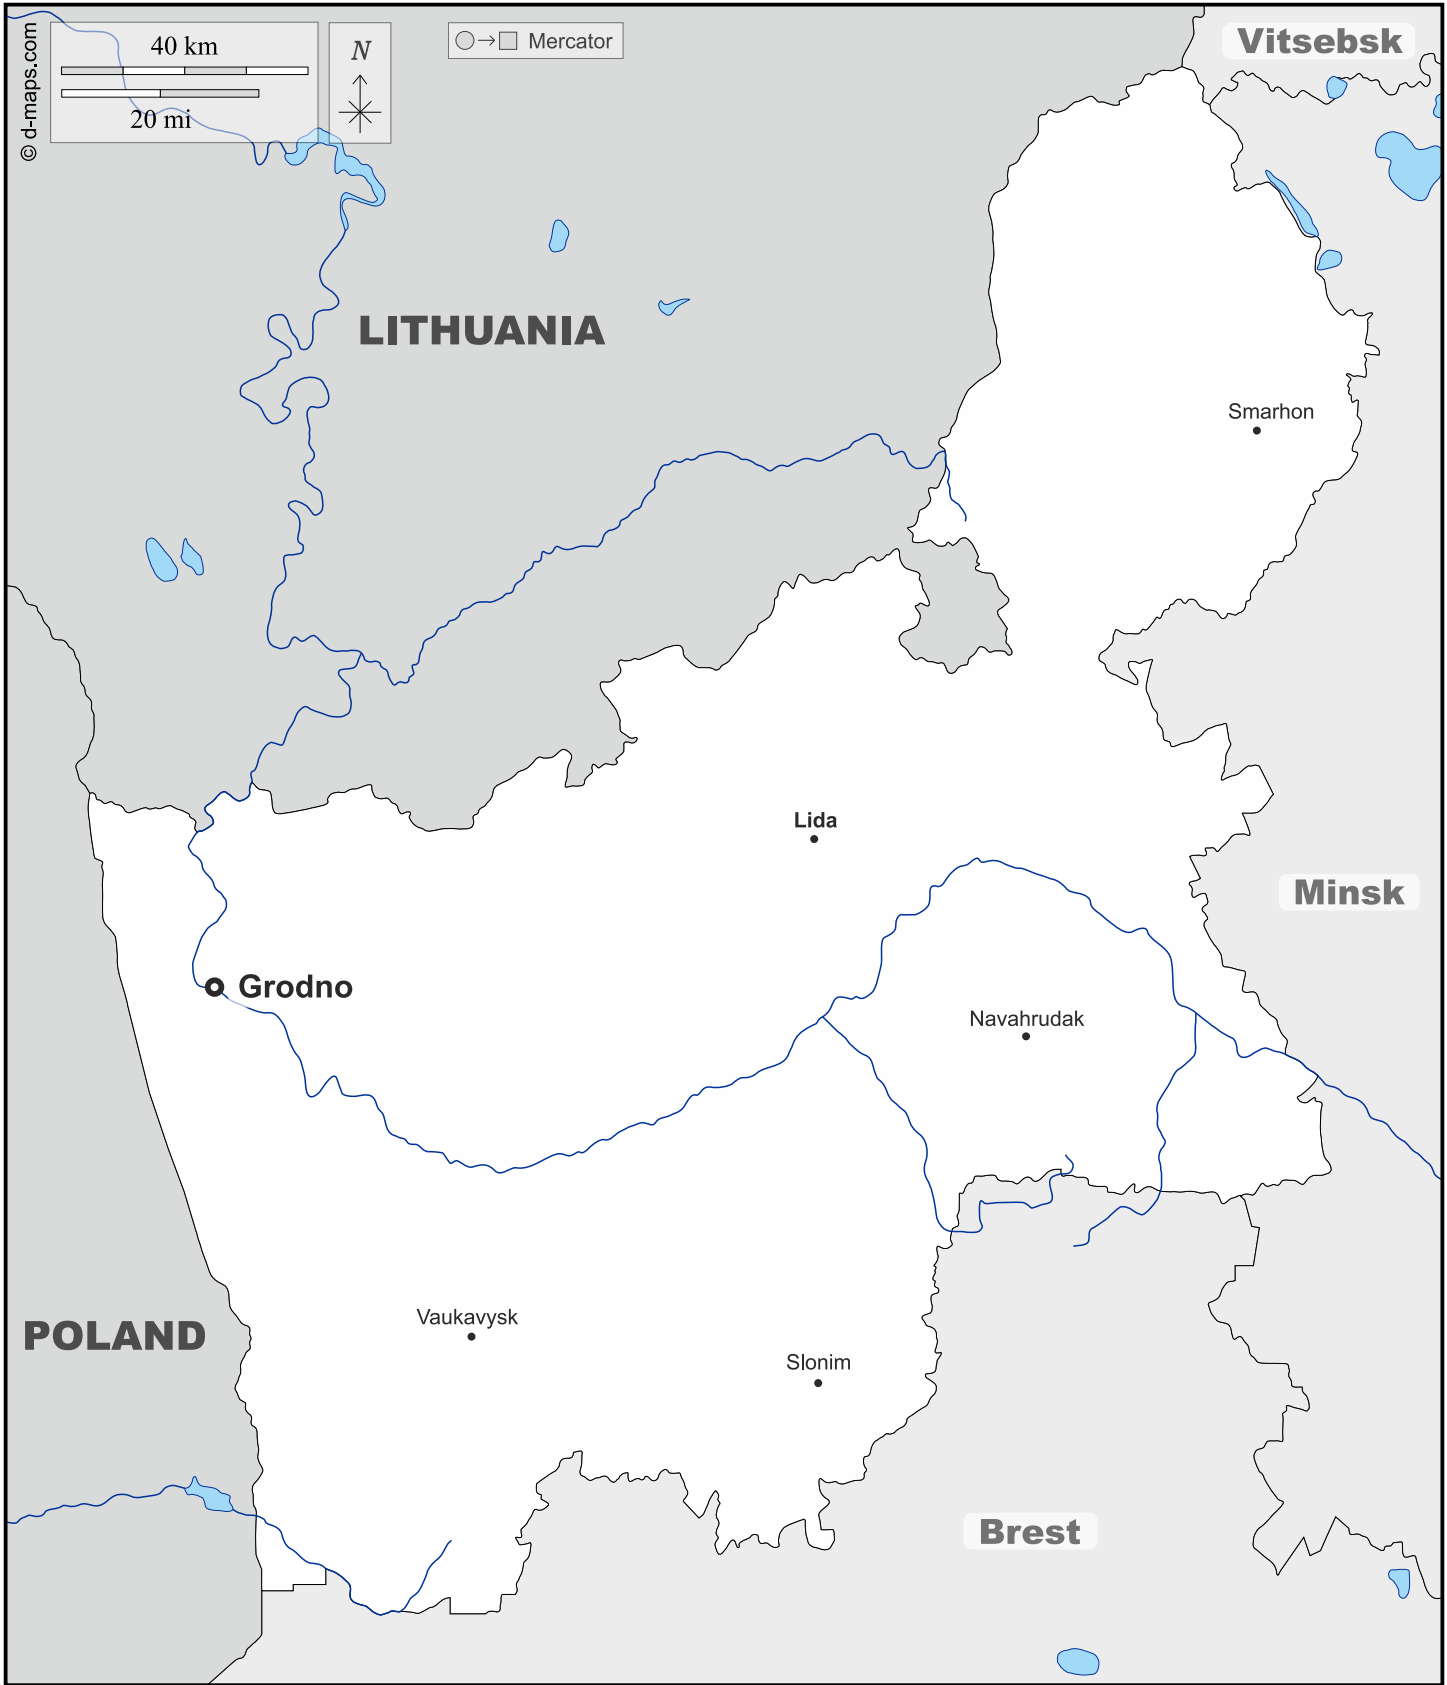 © d-maps.com
40 km
20 mi
N
Mercator
Vitsebsk
LITHUANIA
Smarhon
Lida
Minsk
Grodno
Navahrudak
Vaukavysk
POLAND
Slonim
Brest